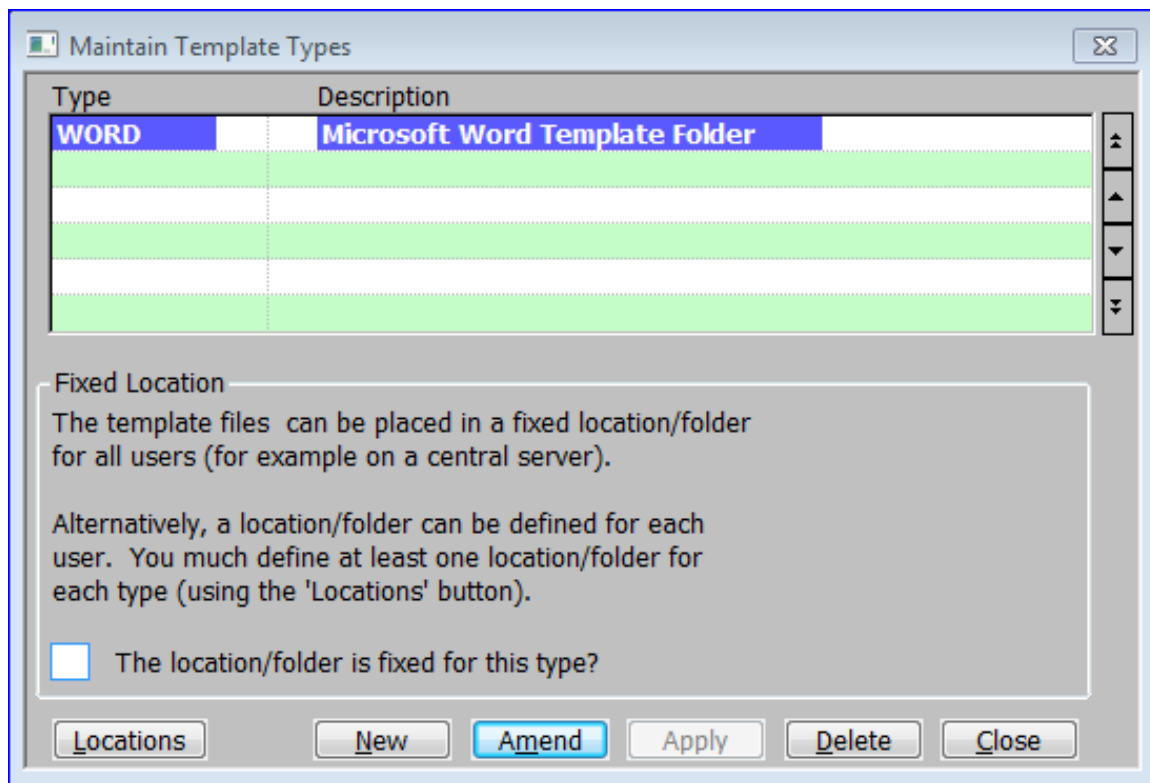 Maintain Template Types
Type Description
WORD Microsoft Word Template Folder
Fixed Location
The template files  can be placed in a fixed location/folder
for all users (for example on a central server).
Alternatively, a location/folder can be defined for each
user.  You much define at least one location/folder for
each type (using the 'Locations' button).
The location/folder is fixed for this type?
Locations New Amend Apply Delete Close